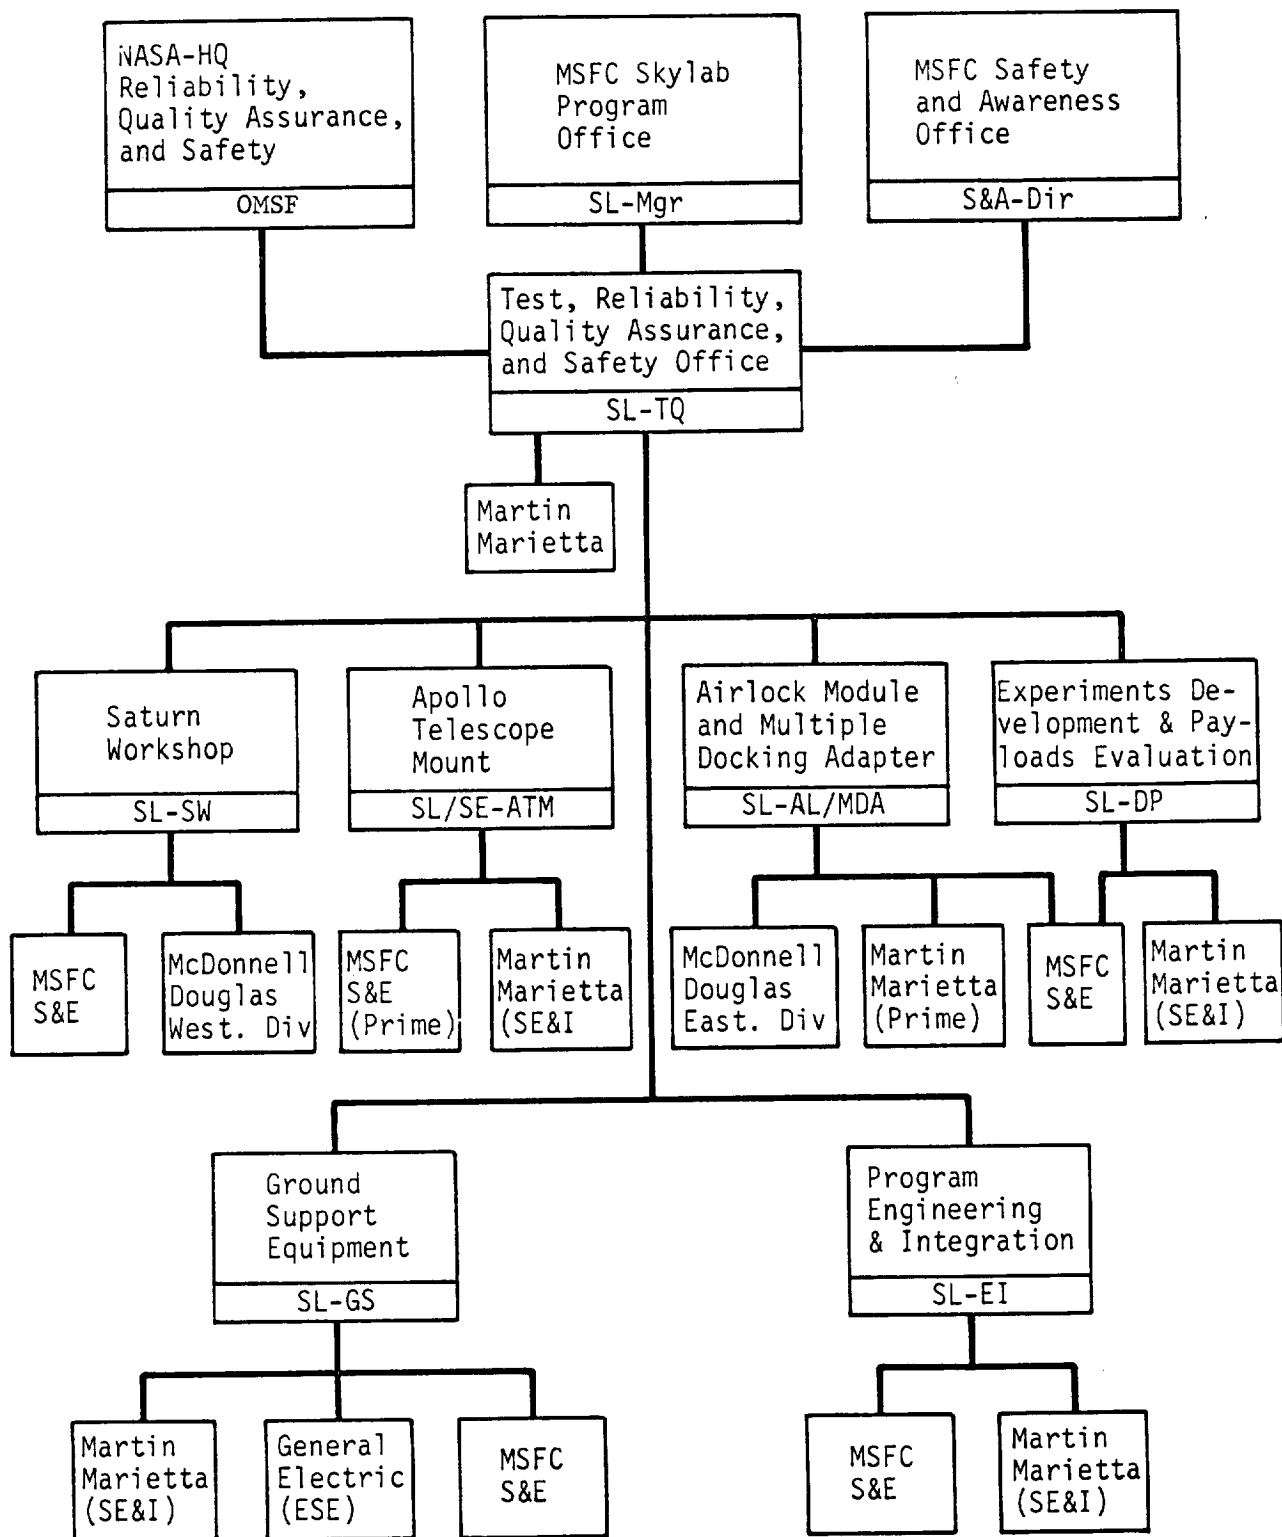 NASA-HQ
Reliability,
Quality Assurance,
and Safety
OMSF
MSFC Skylab
Program
Office
SL-Mgr
MSFC Safety
and Awareness
Office
S&A-Dir
Test, Reliability,
Quality Assurance,
and Safety Office
SL-TQ
Martin
Marietta
Saturn
Workshop
SL-SW
Apollo
Telescope
Mount
SL/SE-ATM
Airlock Module
and Multiple
Docking Adapter
SL-AL/MDA
Experiments De-
velopment & Pay-
loads Evaluation
SL-DP
MSFC
S&E
McDonnell
Douglas
West. Div
MSFC
S&E
(Prime)
Martin
Marietta
(SE&I
McDonnell
Douglas
East. Div
Martin
Marietta
(Prime)
MSFC
S&E
Martin
Marietta
(SE&I)
Ground
Support
Equipment
SL-GS
Program
Engineering
& Integration
SL-EI
Martin
Marietta
(SE&I)
General
Electric
(ESE)
MSFC
S&E
MSFC
S&E
Martin
Marietta
(SE&I)